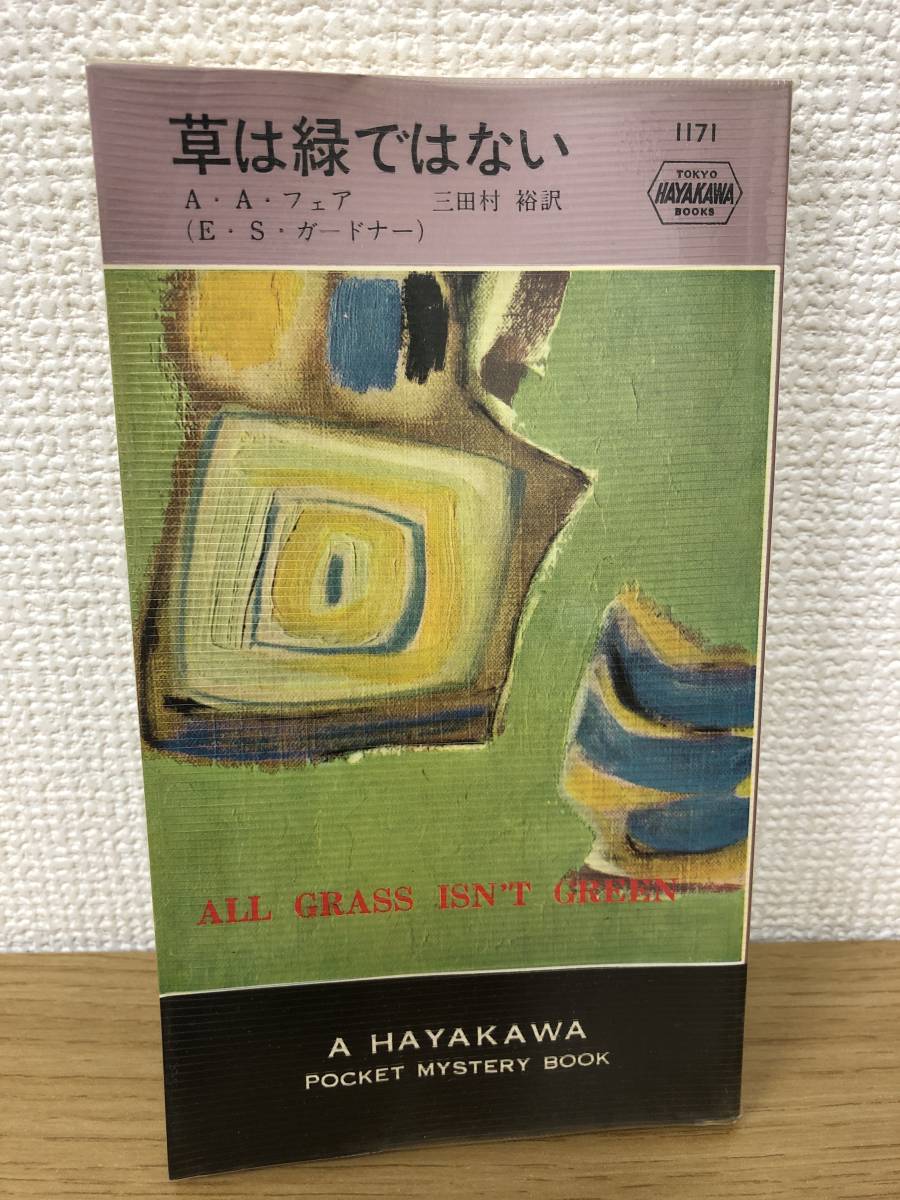 草は緑ではない
1171
A・A・フェア 三田村 裕訳
(E・S・ガードナー)
TOKYO
HAYAKAWA
BOOKS
ALL GRASS ISN'T GREEN
A HAYAKAWA
POCKET MYSTERY BOOK